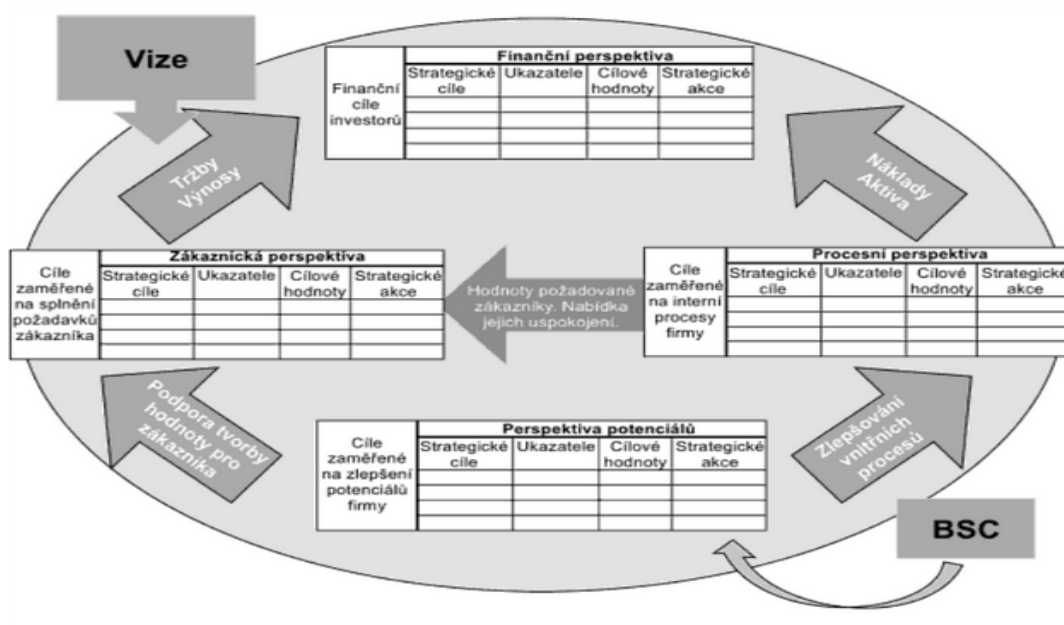 Vize
Finanční perspektiva
Finanční
cíle
investorů
Strategické
cíle
Ukazatele
Cílové
hodnoty
Strategické
akce
Tržby
Výnosy
Náklady
Aktiva
Zákaznická perspektiva
Cíle
zaměřené
na splnění
požadavků
zákazníka
Strategické
cíle
Ukazatele
Cílové
hodnoty
Strategické
akce
Hodnoty požadované
zákazníky. Nabídka
jejich uspokojení.
Procesní perspektiva
Cíle
zaměřené
na interní
procesy
firmy
Strategické
cíle
Ukazatele
Cílové
hodnoty
Strategické
akce
Podpora tvorby
hodnoty pro
zákazníka
Perspektiva potenciálů
Cíle
zaměřené
na zlepšení
potenciálů
firmy
Strategické
cíle
Ukazatele
Cílové
hodnoty
Strategické
akce
Zlepšování
vnitřních
procesů
BSC